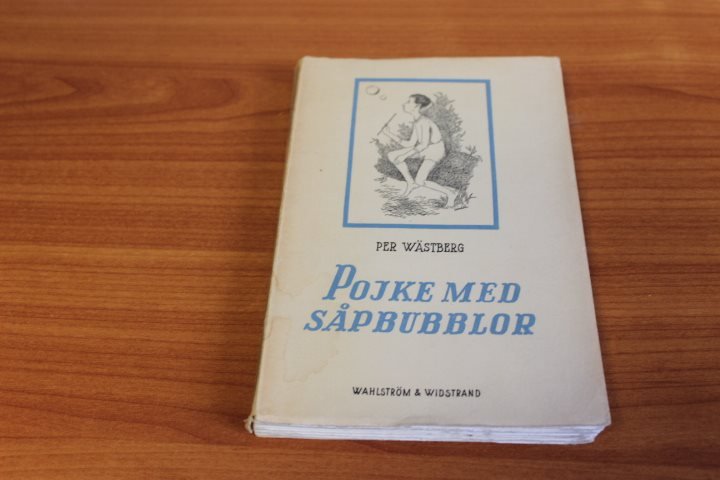 PER WÄSTBERG
POJKE MED
SÅPBUBBLOR
WAHLSTRÖM & WIDSTRAND